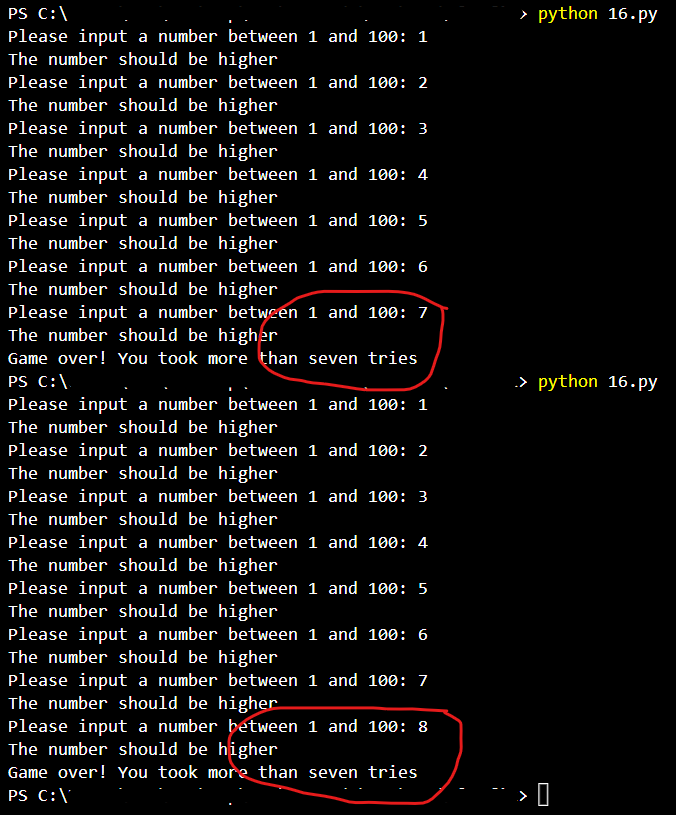 PS C:\ > python 16.py
Please input a number between 1 and 100: 1
The number should be higher
Please input a number between 1 and 100: 2
The number should be higher
Please input a number between 1 and 100: 3
The number should be higher
Please input a number between 1 and 100: 4
The number should be higher
Please input a number between 1 and 100: 5
The number should be higher
Please input a number between 1 and 100: 6
The number should be higher
Please input a number between 1 and 100: 7
The number should be higher
Game over! You took more than seven tries
PS C:\ > python 16.py
Please input a number between 1 and 100: 1
The number should be higher
Please input a number between 1 and 100: 2
The number should be higher
Please input a number between 1 and 100: 3
The number should be higher
Please input a number between 1 and 100: 4
The number should be higher
Please input a number between 1 and 100: 5
The number should be higher
Please input a number between 1 and 100: 6
The number should be higher
Please input a number between 1 and 100: 7
The number should be higher
Please input a number between 1 and 100: 8
The number should be higher
Game over! You took more than seven tries
PS C:\ >